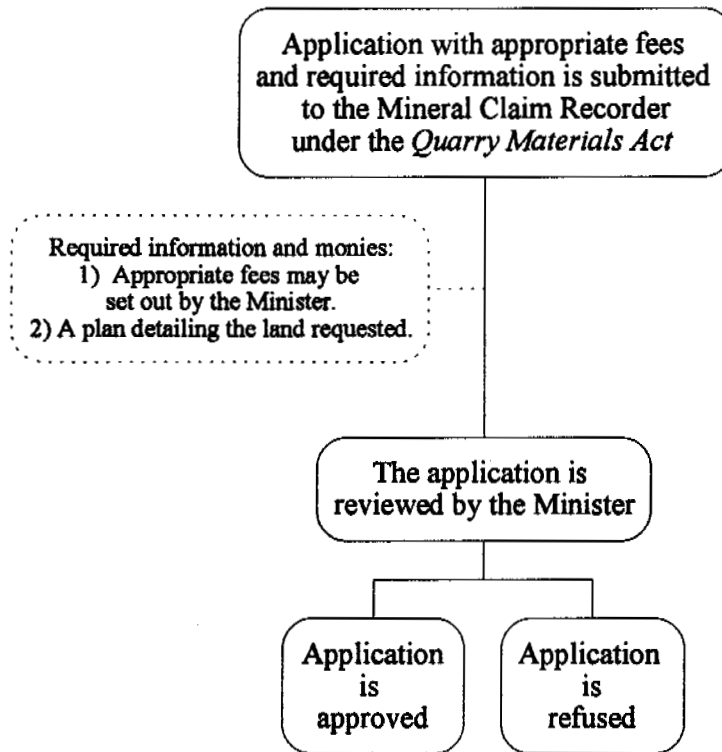 Application with appropriate fees
and required information is submitted
to the Mineral Claim Recorder
under the Quarry Materials Act
Required information and monies:
1) Appropriate fees may be
set out by the Minister.
2) A plan detailing the land requested.
The application is
reviewed by the Minister
Application
is
approved
Application
is
refused